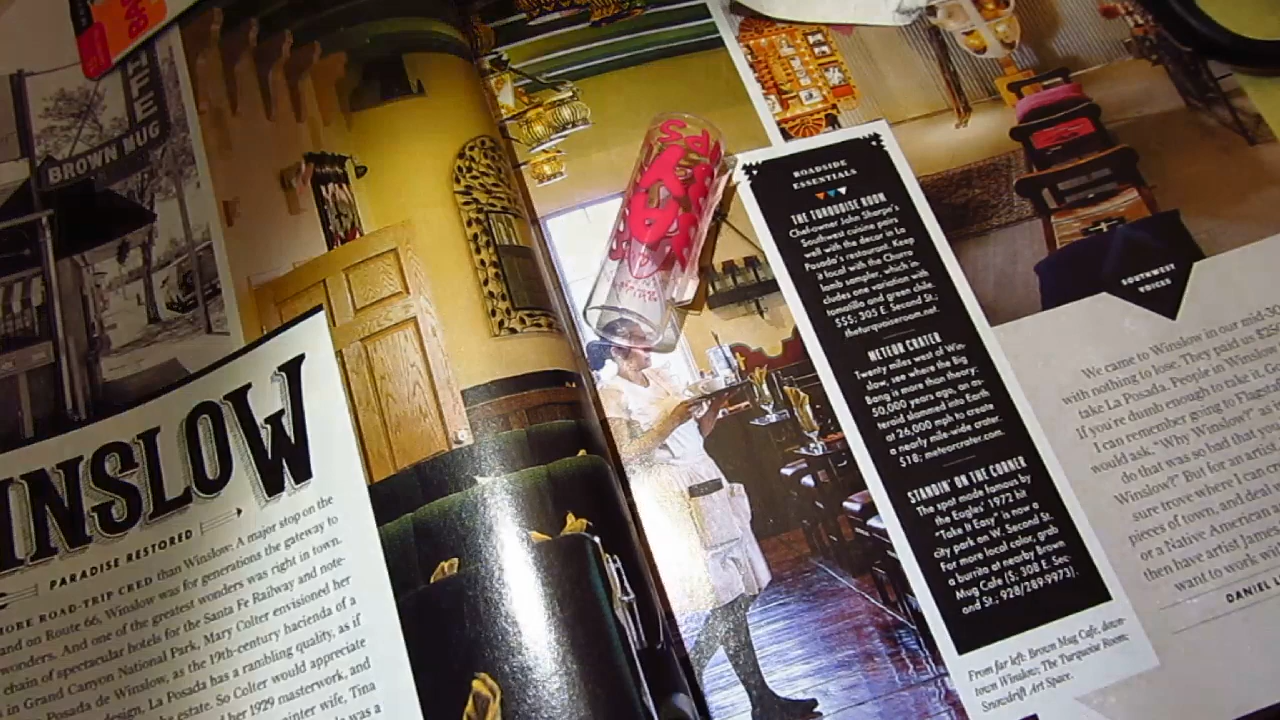 CAFE
BROWN MUG
WINSLOW
PARADISE RESTORED
MORE ROAD-TRIP CRED than Winslow: A major stop on the
and on Route 66, Winslow was for generations the gateway to
wonders. And one of the greatest wonders was right in town.
chain of spectacular hotels for the Santa Fe Railway and note-
in Grand Canyon National Park, Mary Colter envisioned her
Posada de Winslow, as the 19th-century hacienda of a
design, La Posada has a rambling quality, as if
the estate. So Colter would appreciate
her 1929 masterwork, and
painter wife, Tina
was a
ROADSIDE
ESSENTIALS
THE TURQUOISE ROOM
Chef-owner John Sharpe's
Southwest cuisine pairs
well with the decor in La
Posada's restaurant. Keep
it local with the Churro
lamb sampler, which in-
cludes one variation with
tomatillo and green chile.
$$$; 305 E. Second St.;
theturquoiseroom.net.
METEOR CRATER
Twenty miles west of Win-
slow, see where the Big
Bang is more than theory:
50,000 years ago, an as-
teroid slammed into Earth
at 26,000 mph to create
a nearly mile-wide crater.
$18; meteorcrater.com.
STANDIN' ON THE CORNER
The spot made famous by
the Eagles' 1972 hit
"Take It Easy" is now a
city park on W. Second St.
For more local color, grab
a burrito at nearby Brown
Mug Cafe ($; 308 E. Sec-
ond St.; 928/289-9973).
From far left: Brown Mug Cafe, down-
town Winslow; The Turquoise Room;
Snowdrift Art Space.
SOUTHWEST
VOICES
We came to Winslow in our mid-30
with nothing to lose. They paid us $25
take La Posada. People in Winslow
If you're dumb enough to take it. Go
I can remember going to Flagst
would ask, "Why Winslow?" as
do that was so bad that you
Winslow?" But for an artist
sure trove where I can cr
pieces of town, and deal
or a Native American
then have artist James
want to work wi
DANIEL